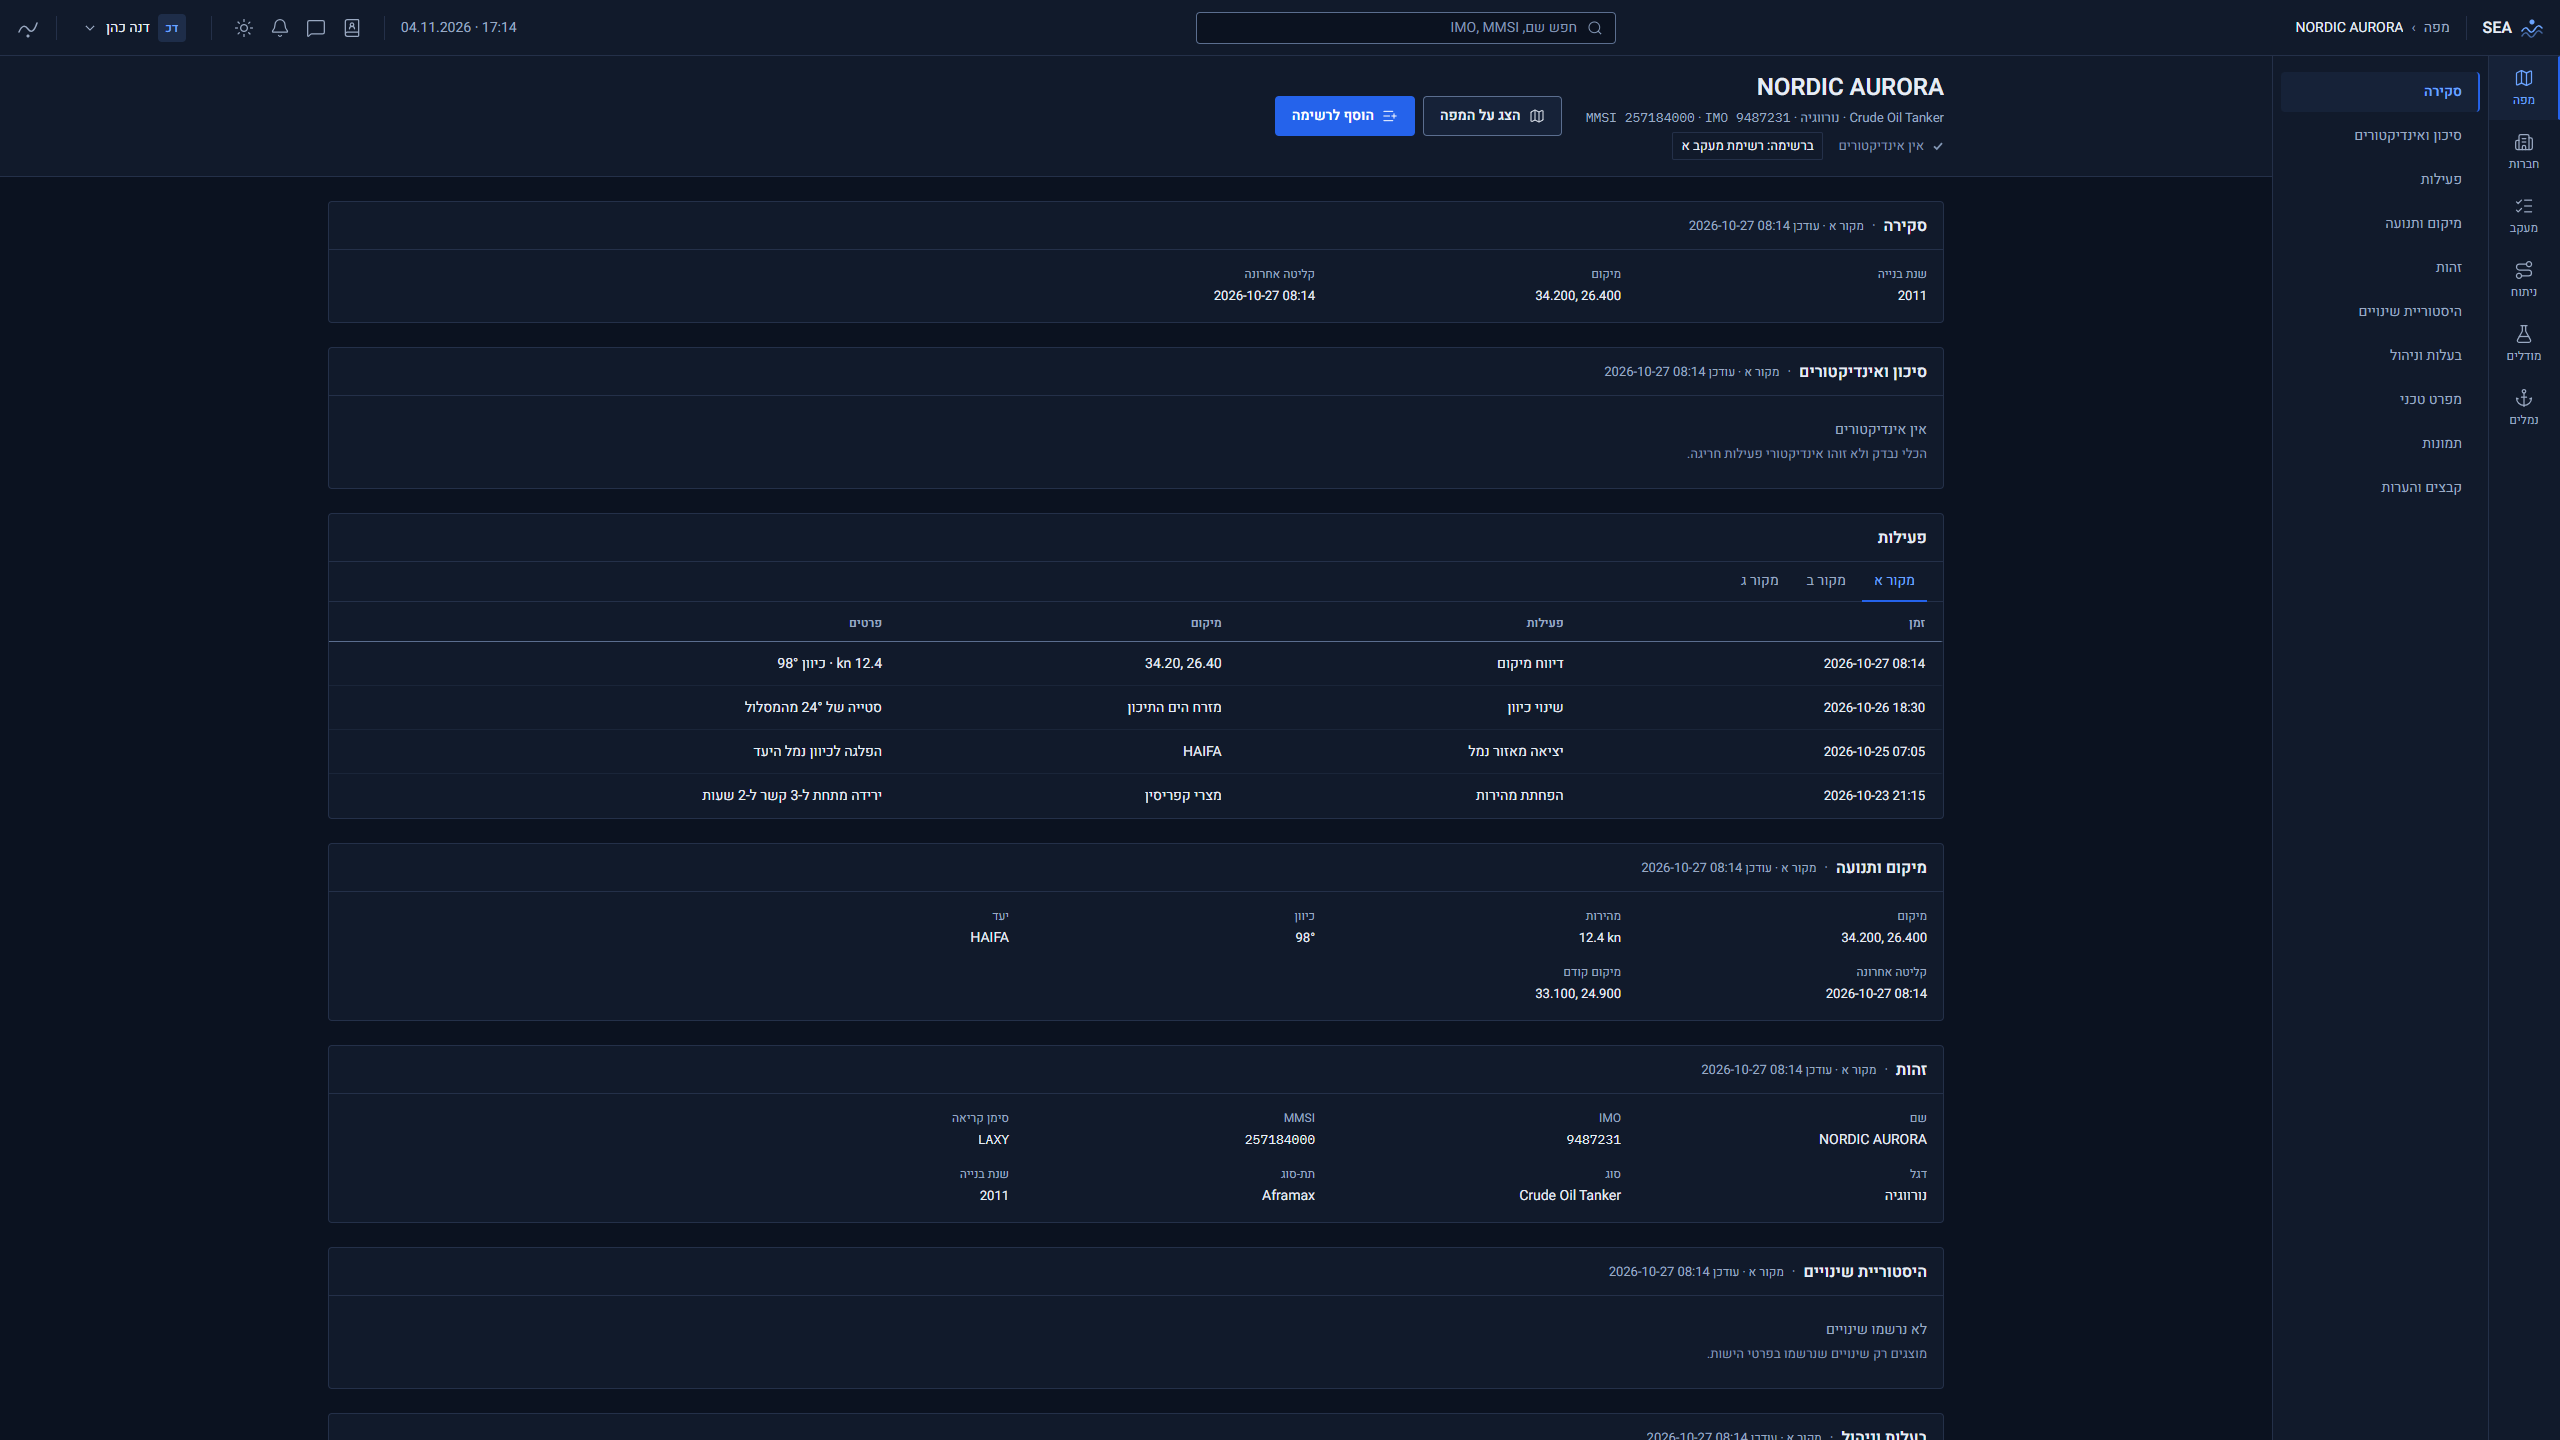 SEA
מפה › NORDIC AURORA
חפש שם, IMO, MMSI
04.11.2026 · 17:14
דכ דנה כהן
מפה
חברות
מעקב
ניתוח
מודלים
נמלים
סקירה
סיכון ואינדיקטורים
פעילות
מיקום ותנועה
זהות
היסטוריית שינויים
בעלות וניהול
מפרט טכני
תמונות
קבצים והערות
NORDIC AURORA
Crude Oil Tanker · נורווגיה · IMO 9487231 · MMSI 257184000
אין אינדיקטורים ברשימה: רשימת מעקב א
הצג על המפה
הוסף לרשימה
סקירה · מקור א · עודכן 2026-10-27 08:14
שנת בנייה מיקום קליטה אחרונה
2011 34.200, 26.400 2026-10-27 08:14
סיכון ואינדיקטורים · מקור א · עודכן 2026-10-27 08:14
אין אינדיקטורים
הכלי נבדק ולא זוהו אינדיקטורי פעילות חריגה.
פעילות
מקור א מקור ב מקור ג
זמן פעילות מיקום פרטים
2026-10-27 08:14 דיווח מיקום 34.20, 26.40 12.4 kn · כיוון 98°
2026-10-26 18:30 שינוי כיוון מזרח הים התיכון סטייה של 24° מהמסלול
2026-10-25 07:05 יציאה מאזור נמל HAIFA הפלגה לכיוון נמל היעד
2026-10-23 21:15 הפחתת מהירות מצרי קפריסין ירידה מתחת ל-3 קשר ל-2 שעות
מיקום ותנועה · מקור א · עודכן 2026-10-27 08:14
מיקום מהירות כיוון יעד
34.200, 26.400 12.4 kn 98° HAIFA
קליטה אחרונה מיקום קודם
2026-10-27 08:14 33.100, 24.900
זהות · מקור א · עודכן 2026-10-27 08:14
שם IMO MMSI סימן קריאה
NORDIC AURORA 9487231 257184000 LAXY
דגל סוג תת-סוג שנת בנייה
נורווגיה Crude Oil Tanker Aframax 2011
היסטוריית שינויים · מקור א · עודכן 2026-10-27 08:14
לא נרשמו שינויים
מוצגים רק שינויים שנרשמו בפרטי הישות.
בעלות וניהול · מקור א · עודכן 2026-10-27 08:14